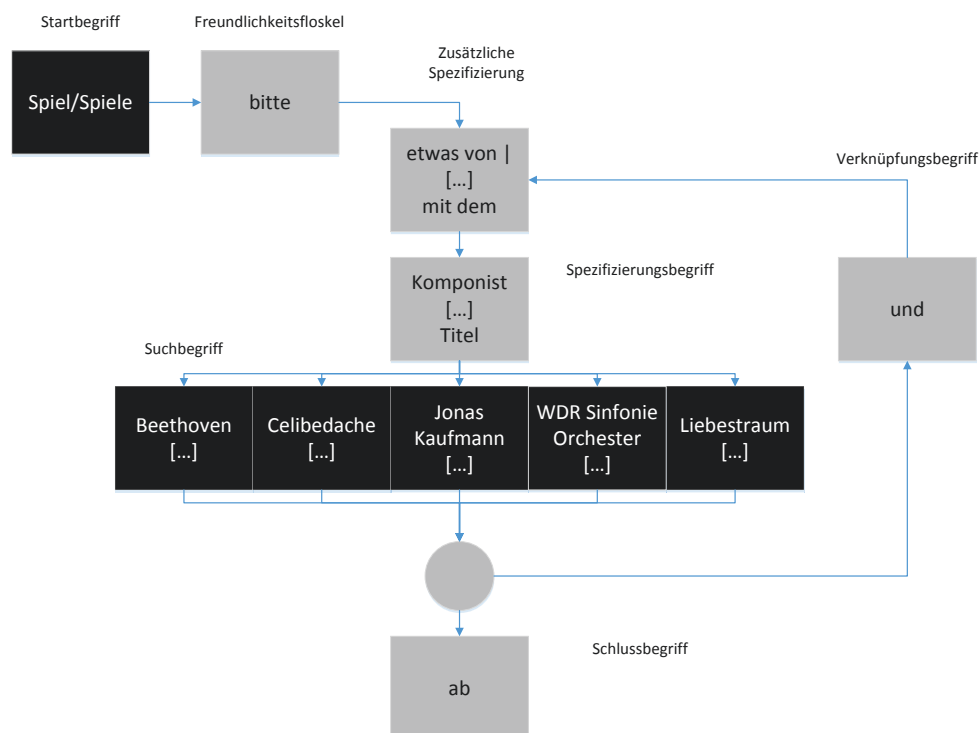 Startbegriff
Freundlichkeitsfloskel
Spiel/Spiele
bitte
Zusätzliche
Spezifizierung
etwas von |
[...]
mit dem
Verknüpfungsbegriff
Komponist
[...]
Titel
Spezifizierungsbegriff
und
Suchbegriff
Beethoven
[...]
Celibedache
[...]
Jonas
Kaufmann
[...]
WDR Sinfonie
Orchester
[...]
Liebestraum
[...]
Schlussbegriff
ab